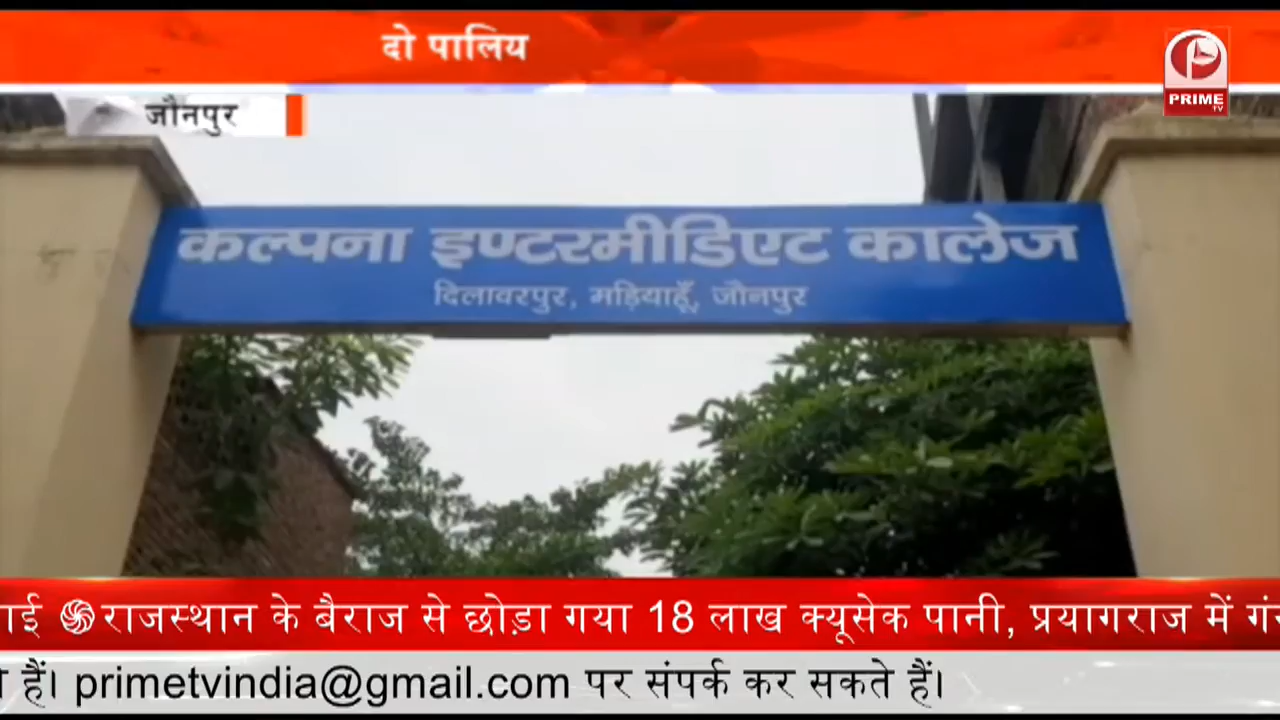 दो पालिय
PRIME
TV
जौनपुर
कल्पना इण्टरमीडिएट कालेज
दिलावरपुर, मड़ियाहूँ, जौनपुर
ाई राजस्थान के बैराज से छोड़ा गया 18 लाख क्यूसेक पानी, प्रयागराज में
हैं। primetvindia@gmail.com पर संपर्क कर सकते हैं।